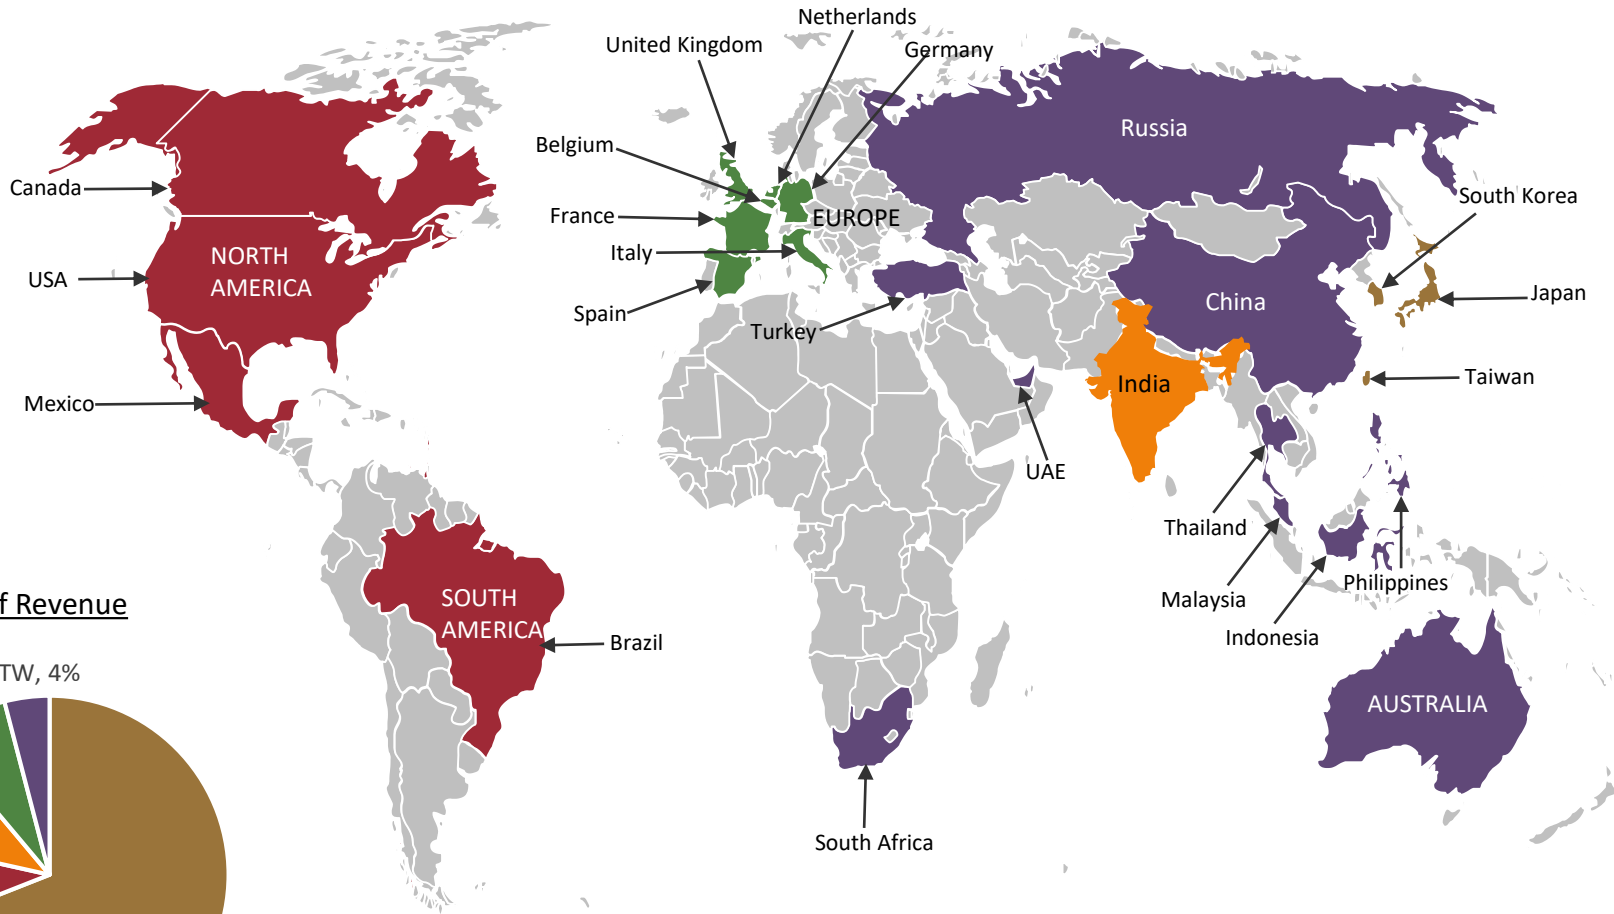 Netherlands
United Kingdom
Germany
Russia
Belgium
Canada
South Korea
France
EUROPE
Italy
NORTH
AMERICA
USA
China
Japan
Spain
Turkey
Taiwan
India
Mexico
UAE
Thailand
Philippines
Malaysia
SOUTH
AMERICA
Indonesia
Brazil
Revenue
TW, 4%
AUSTRALIA
South Africa